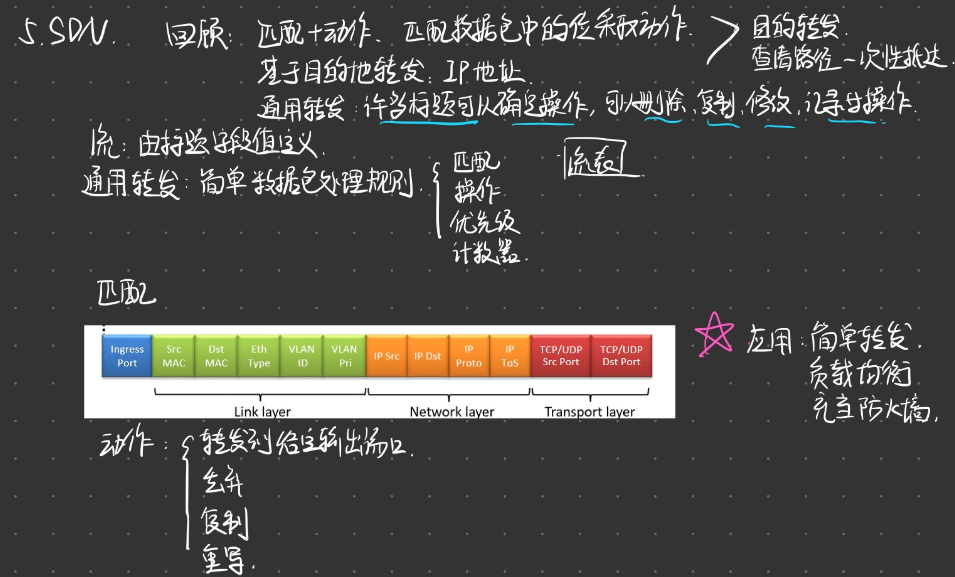 5.SDN. 回顾: 匹配+动作、匹配数据包中的位采取动作.
目的转发.
查看路径一次性抵达.
基于目的地转发: IP地址.
通用转发: 许多标题可以确定操作, 可以删除、复制、修改、记录等操作.
流: 由标题字段值定义.
通用转发: 简单数据包处理规则.
匹配
操作
优先级
计数器.
流表
匹配
Ingress Port
Src MAC
Dst MAC
Eth Type
VLAN ID
VLAN Pri
IP Src
IP Dst
IP Proto
IP ToS
TCP/UDP Src Port
TCP/UDP Dst Port
Link layer
Network layer
Transport layer
应用: 简单转发.
负载均衡
充当防火墙.
动作: 转发到给定输出端口.
丢弃
复制
重写.